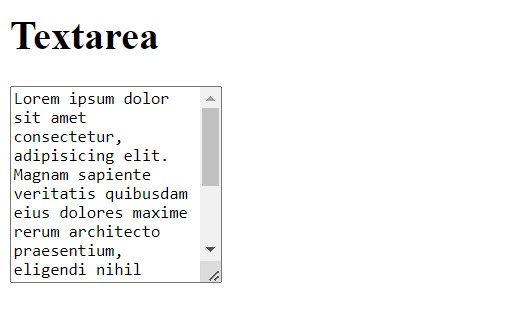 Textarea
Lorem ipsum dolor
sit amet
consectetur,
adipisicing elit.
Magnam sapiente
veritatis quibusdam
eius dolores maxime
rerum architecto
praesentium,
eligendi nihil